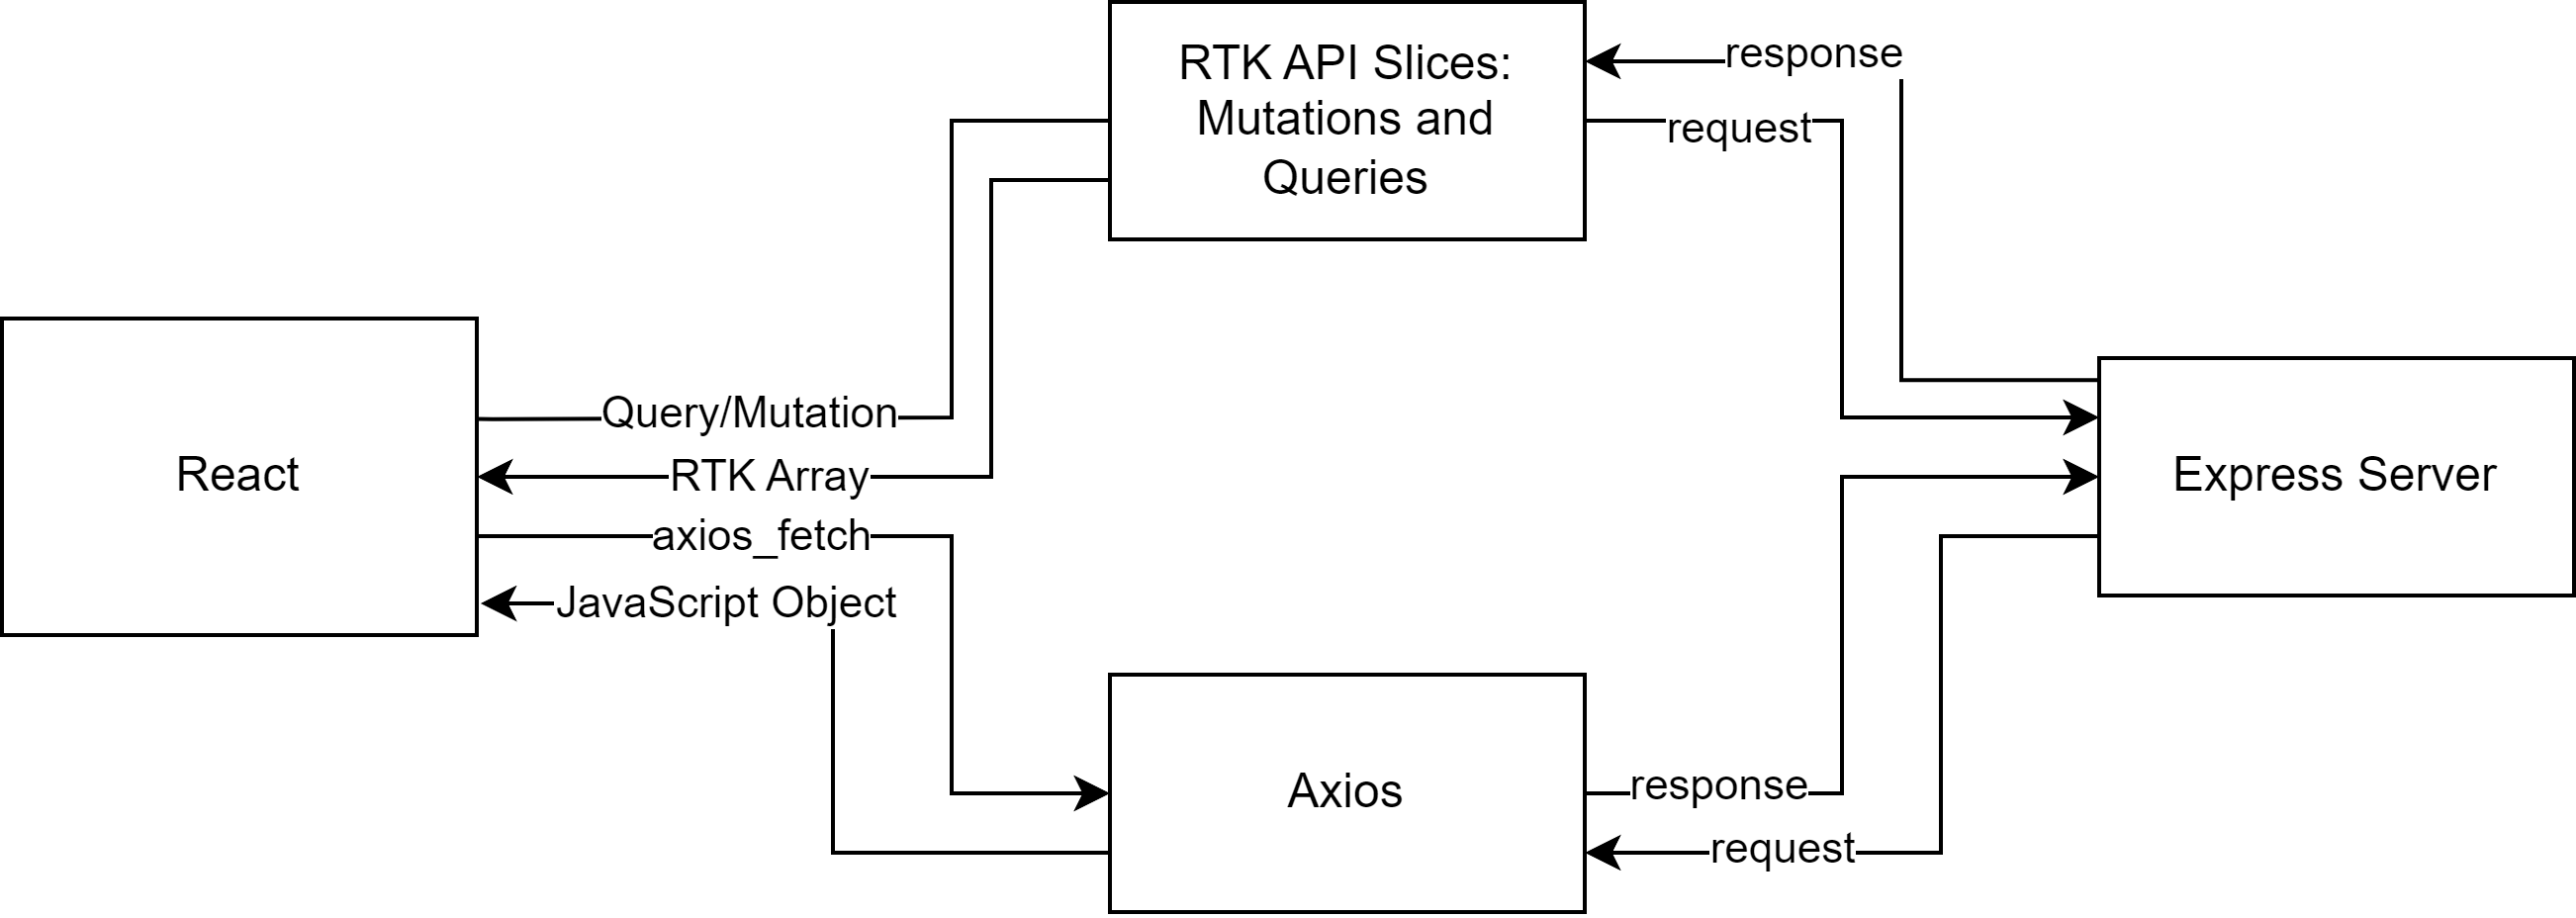 RTK API Slices:
Mutations and
Queries
response
request
Query/Mutation
React
RTK Array
axios_fetch
JavaScript Object
Express Server
Axios
response
request